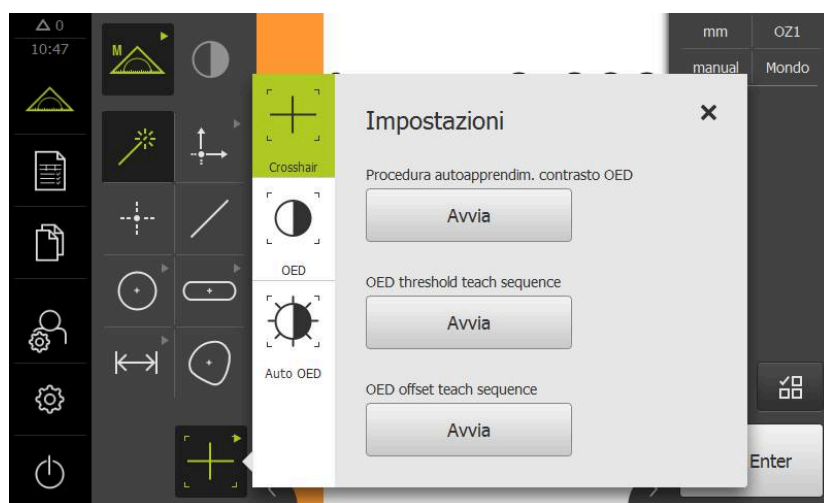 0
10:47
M
mm
OZ1
manual
Mondo
Crosshair
OED
Auto OED
Impostazioni
Procedura autoapprendim. contrasto OED
Avvia
OED threshold teach sequence
Avvia
OED offset teach sequence
Avvia
Enter